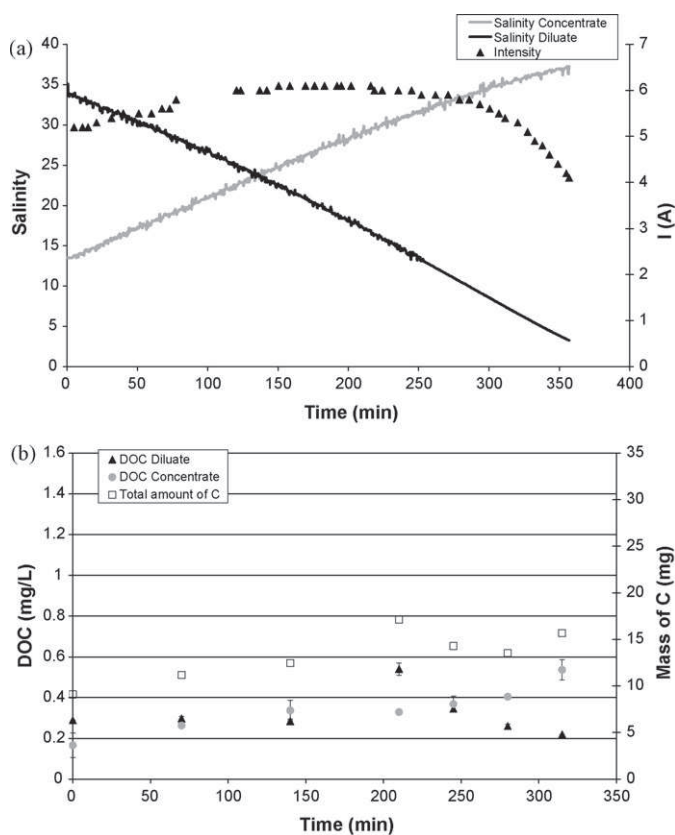 (a)
Salinity Concentrate
Salinity Diluate
Intensity
40
35
30
25
20
15
10
5
0
Salinity
7
6
5
4
3
2
1
0
I (A)
0 50 100 150 200 250 300 350 400
Time (min)
(b)
DOC Diluate
DOC Concentrate
Total amount of C
1.6
1.4
1.2
1
0.8
0.6
0.4
0.2
0
DOC (mg/L)
35
30
25
20
15
10
5
0
Mass of C (mg)
0 50 100 150 200 250 300 350
Time (min)